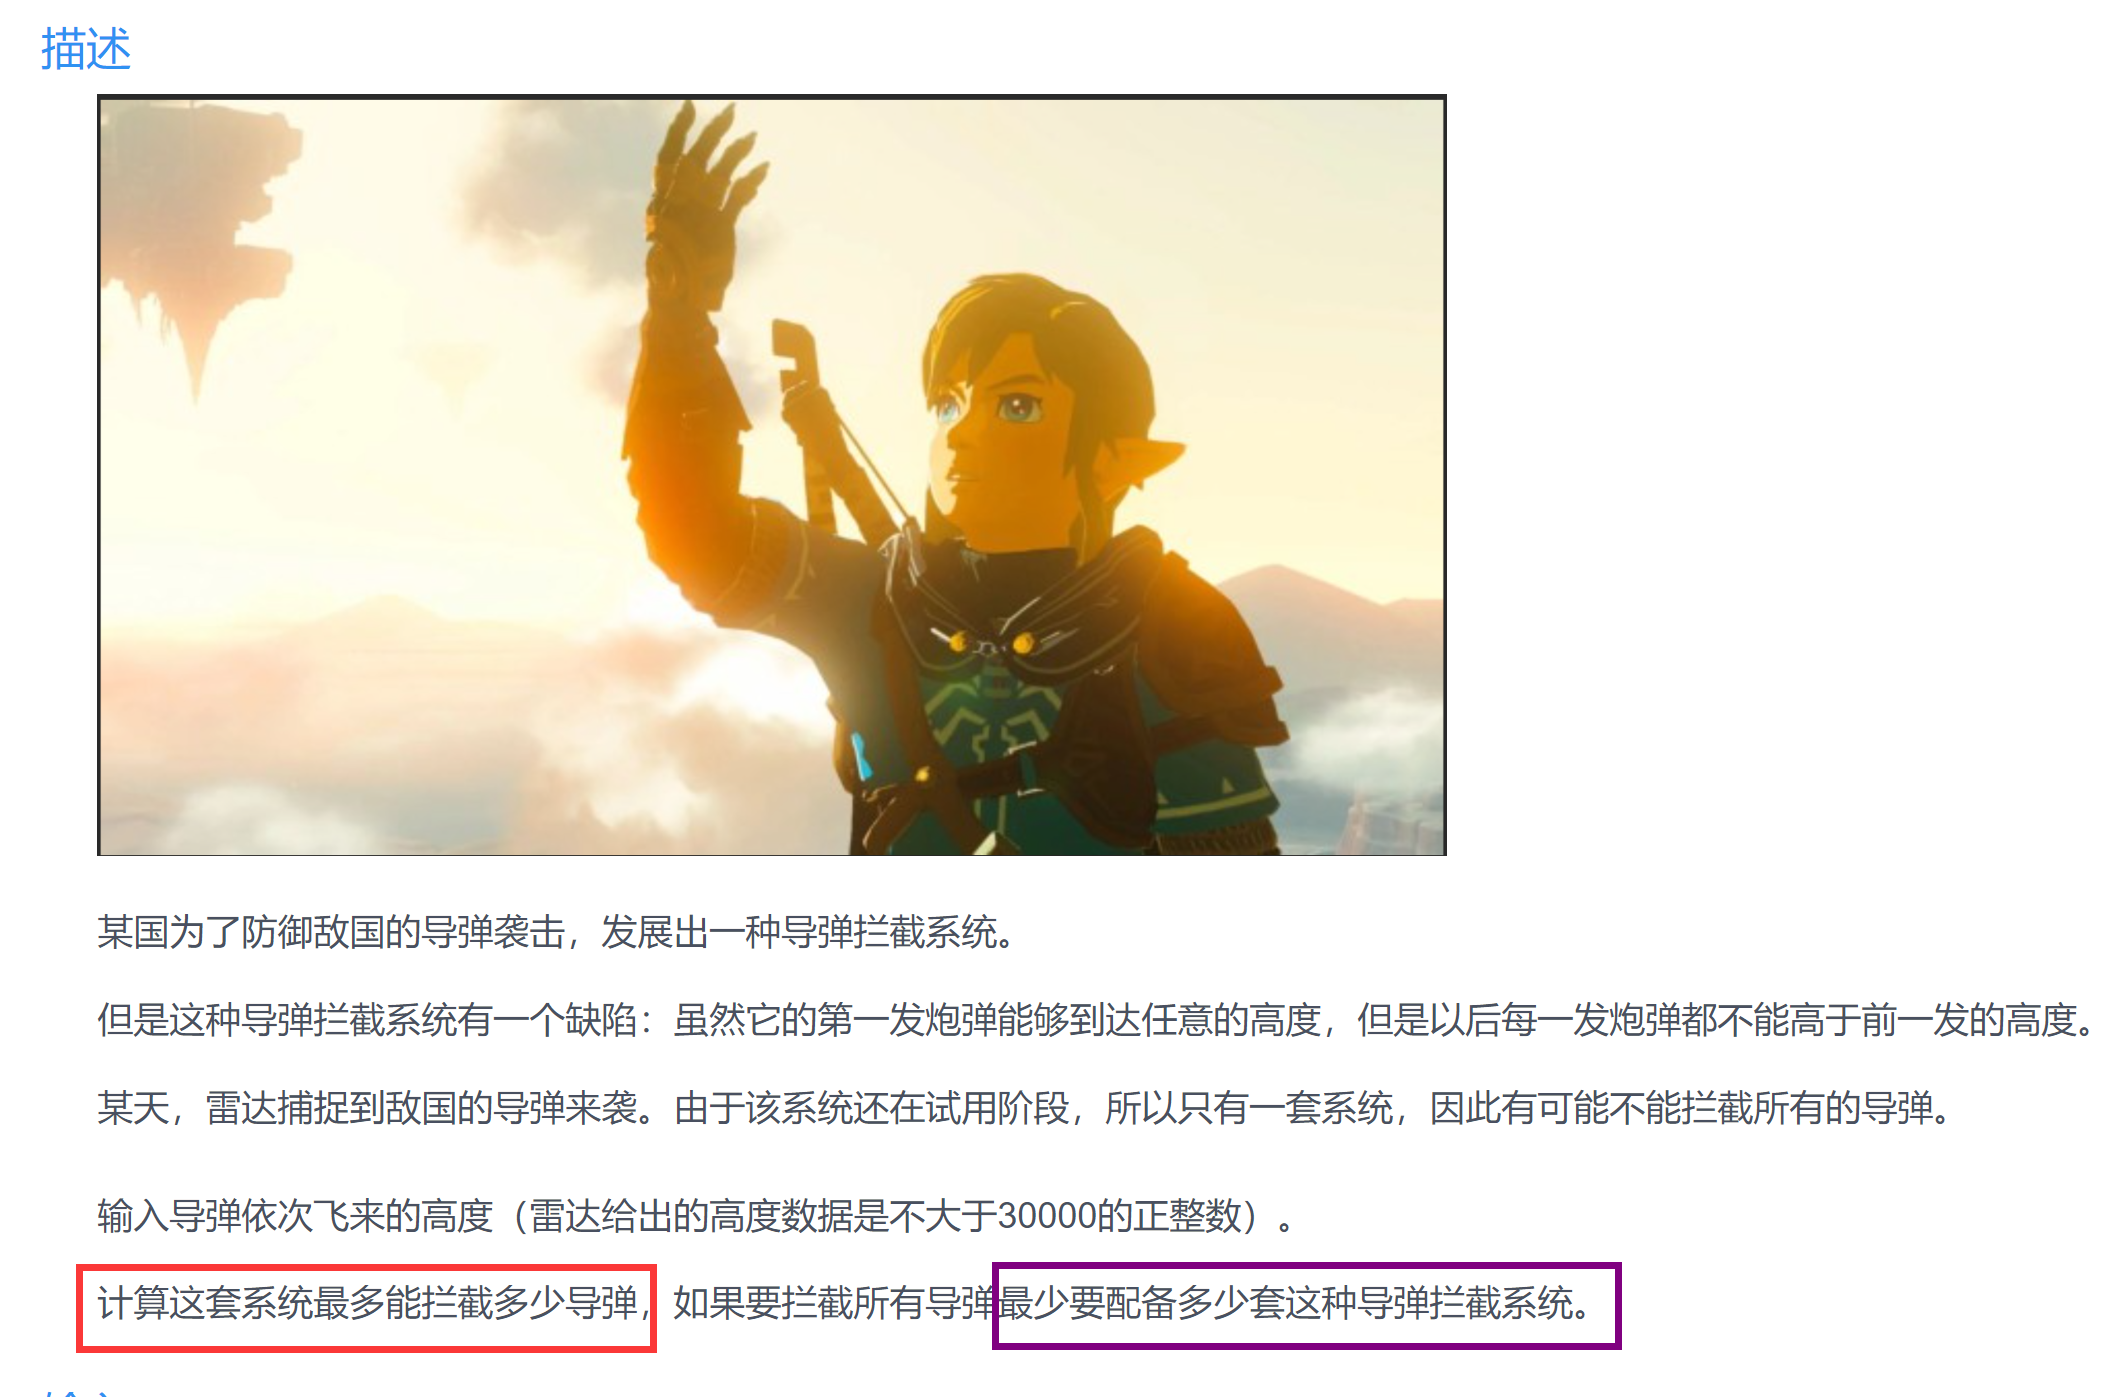 描述
某国为了防御敌国的导弹袭击，发展出一种导弹拦截系统。
但是这种导弹拦截系统有一个缺陷：虽然它的第一发炮弹能够到达任意的高度，但是以后每一发炮弹都不能高于前一发的高度。
某天，雷达捕捉到敌国的导弹来袭。由于该系统还在试用阶段，所以只有一套系统，因此有可能不能拦截所有的导弹。
输入导弹依次飞来的高度（雷达给出的高度数据是不大于30000的正整数）。
计算这套系统最多能拦截多少导弹，如果要拦截所有导弹最少要配备多少套这种导弹拦截系统。